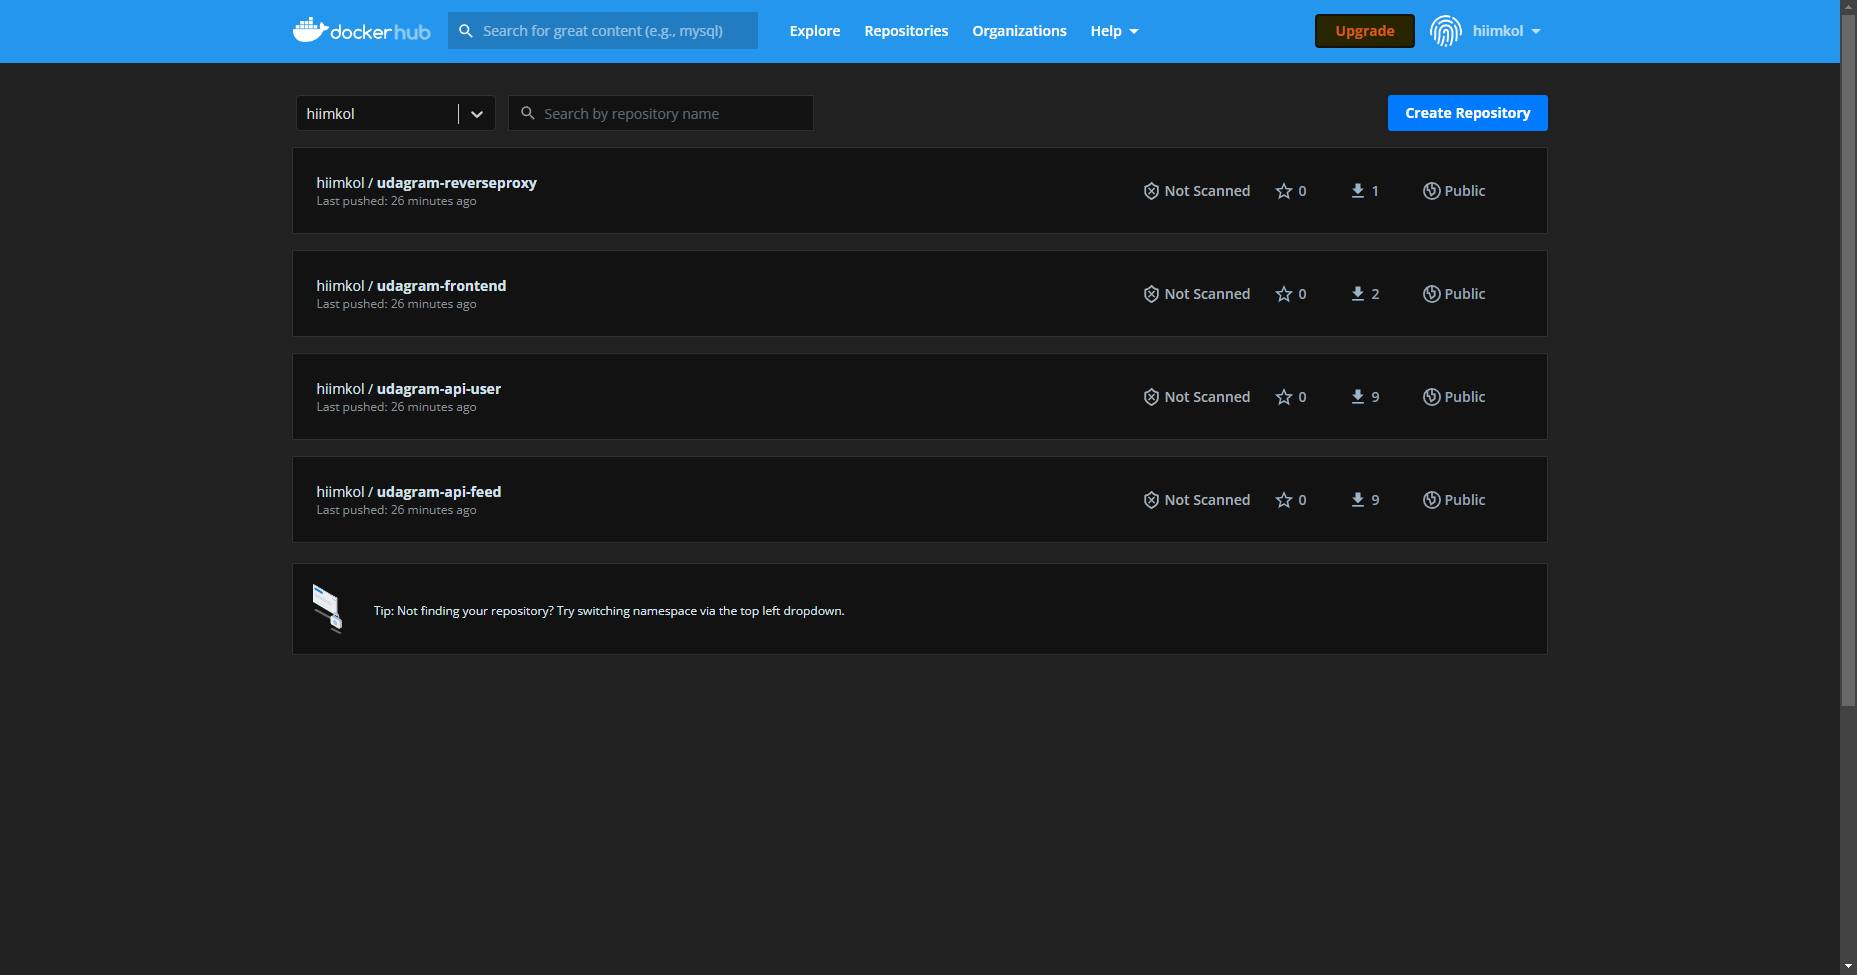 docker hub
Search for great content (e.g., mysql)
Explore
Repositories
Organizations
Help
Upgrade
hiimkol
hiimkol
Search by repository name
Create Repository
hiimkol / udagram-reverseproxy
Last pushed: 26 minutes ago
Not Scanned
0
1
Public
hiimkol / udagram-frontend
Last pushed: 26 minutes ago
Not Scanned
0
2
Public
hiimkol / udagram-api-user
Last pushed: 26 minutes ago
Not Scanned
0
9
Public
hiimkol / udagram-api-feed
Last pushed: 26 minutes ago
Not Scanned
0
9
Public
Tip: Not finding your repository? Try switching namespace via the top left dropdown.